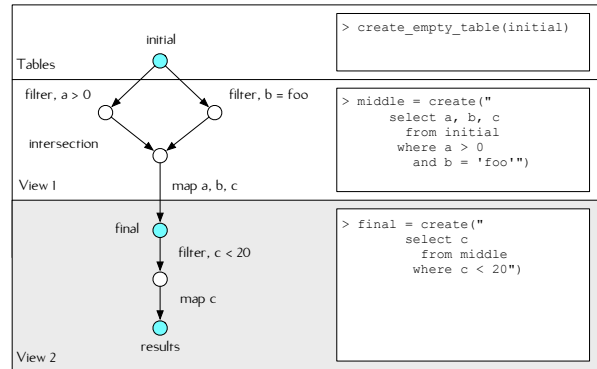 initial
Tables
> create_empty_table(initial)
filter, a > 0
filter, b = foo
intersection
View 1
map a, b, c
> middle = create("
select a, b, c
from initial
where a > 0
and b = 'foo'")
final
filter, c < 20
map c
results
View 2
> final = create("
select c
from middle
where c < 20")